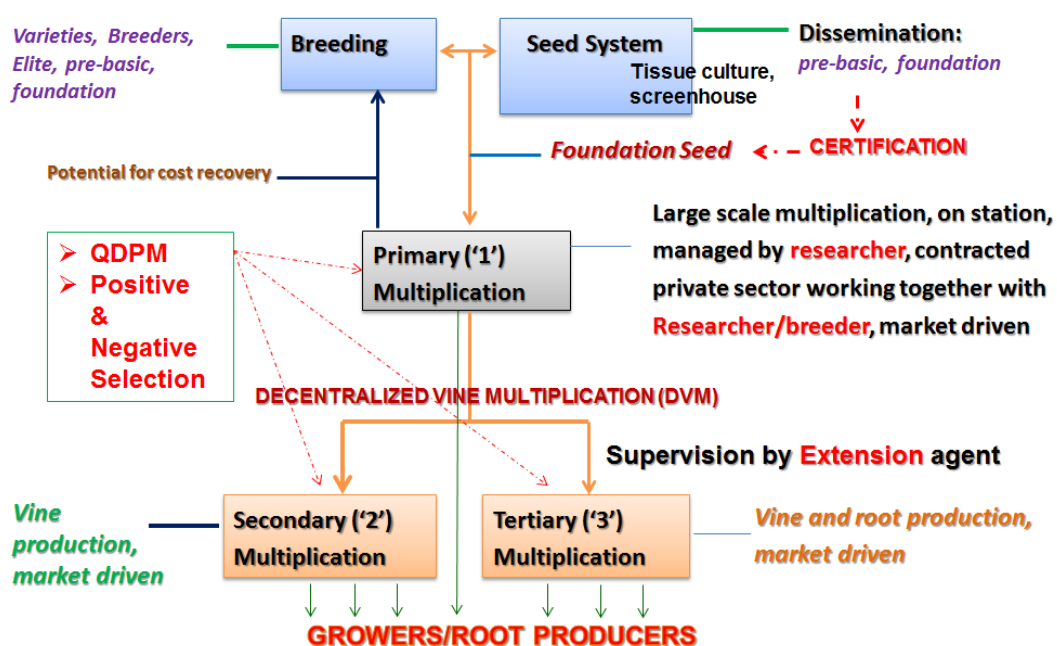 Varieties, Breeders,
Elite, pre-basic,
foundation
Breeding
Seed System
Tissue culture,
screenhouse
Dissemination:
pre-basic, foundation
Foundation Seed
CERTIFICATION
Potential for cost recovery
QDPM
Positive
&
Negative
Selection
Primary (‘1’)
Multiplication
Large scale multiplication, on station,
managed by researcher, contracted
private sector working together with
Researcher/breeder, market driven
DECENTRALIZED VINE MULTIPLICATION (DVM)
Supervision by Extension agent
Vine
production,
market driven
Secondary (‘2’)
Multiplication
Tertiary (‘3’)
Multiplication
Vine and root production,
market driven
GROWERS/ROOT PRODUCERS